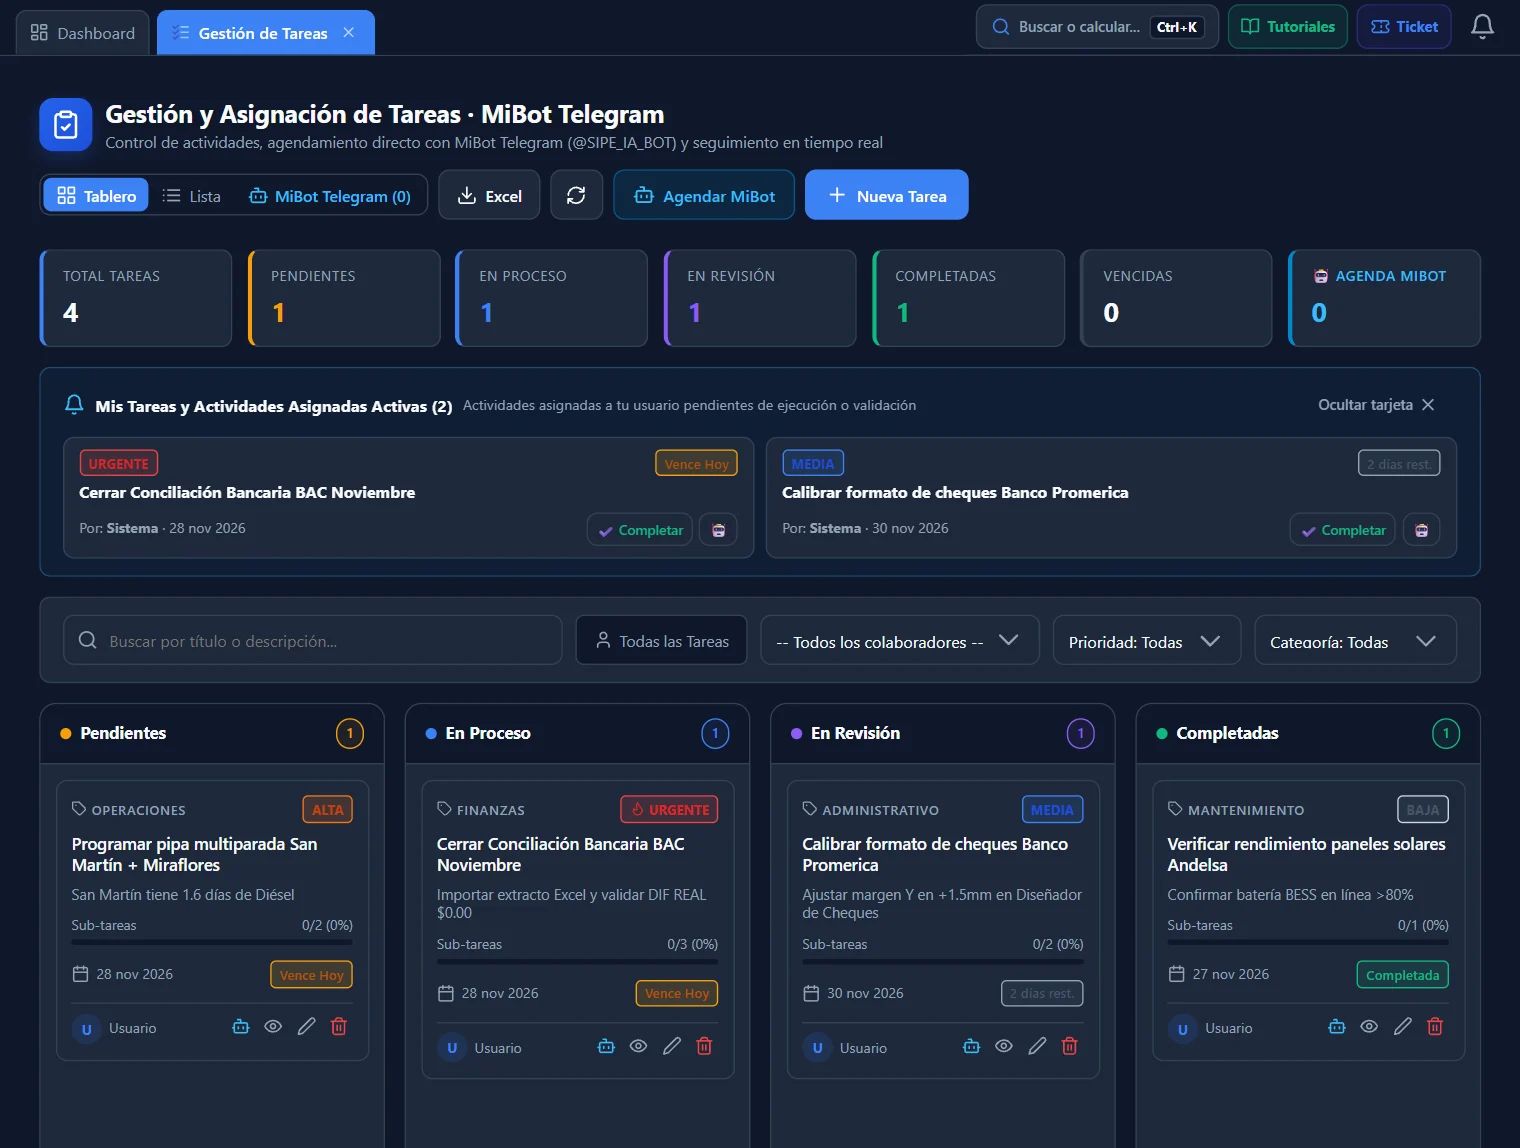 Dashboard
Gestión de Tareas
Buscar o calcular... Ctrl+K
Tutoriales
Ticket
Gestión y Asignación de Tareas · MiBot Telegram
Control de actividades, agendamiento directo con MiBot Telegram (@SIPE_IA_BOT) y seguimiento en tiempo real
Tablero
Lista
MiBot Telegram (0)
Excel
Agendar MiBot
Nueva Tarea
TOTAL TAREAS
4
PENDIENTES
1
EN PROCESO
1
EN REVISIÓN
1
COMPLETADAS
1
VENCIDAS
0
AGENDA MIBOT
0
Mis Tareas y Actividades Asignadas Activas (2) Actividades asignadas a tu usuario pendientes de ejecución o validación
Ocultar tarjeta
URGENTE
Vence Hoy
Cerrar Conciliación Bancaria BAC Noviembre
Por: Sistema · 28 nov 2026
Completar
MEDIA
2 días rest.
Calibrar formato de cheques Banco Promerica
Por: Sistema · 30 nov 2026
Completar
Buscar por título o descripción...
Todas las Tareas
-- Todos los colaboradores --
Prioridad: Todas
Categoría: Todas
Pendientes
1
OPERACIONES
ALTA
Programar pipa multiparada San
Martín + Miraflores
San Martín tiene 1.6 días de Diésel
Sub-tareas 0/2 (0%)
28 nov 2026
Vence Hoy
U Usuario
En Proceso
1
FINANZAS
URGENTE
Cerrar Conciliación Bancaria BAC
Noviembre
Importar extracto Excel y validar DIF REAL
$0.00
Sub-tareas 0/3 (0%)
28 nov 2026
Vence Hoy
U Usuario
En Revisión
1
ADMINISTRATIVO
MEDIA
Calibrar formato de cheques Banco
Promerica
Ajustar margen Y en +1.5mm en Diseñador
de Cheques
Sub-tareas 0/2 (0%)
30 nov 2026
2 días rest.
U Usuario
Completadas
1
MANTENIMIENTO
BAJA
Verificar rendimiento paneles solares
Andelsa
Confirmar batería BESS en línea >80%
Sub-tareas 0/1 (0%)
27 nov 2026
Completada
U Usuario